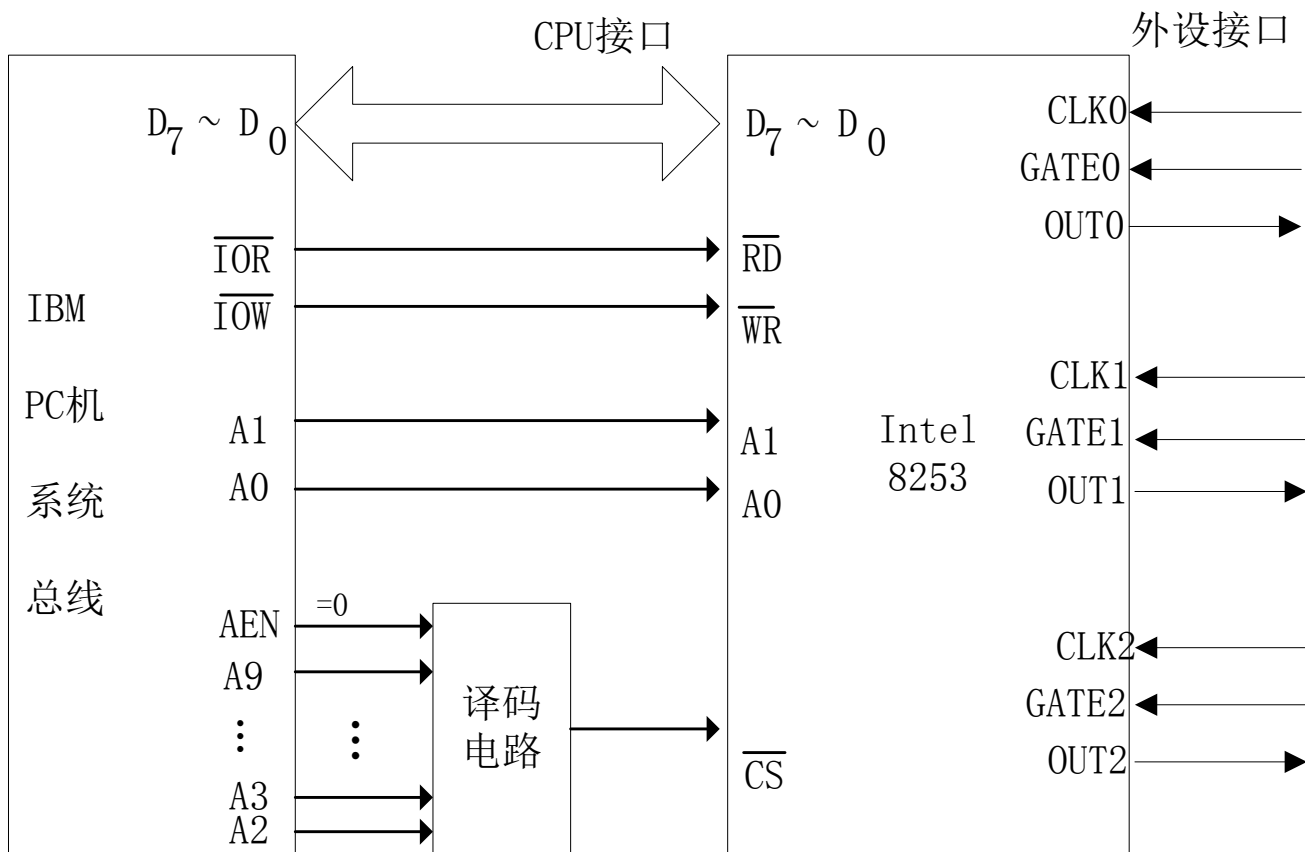 CPU接口
外设接口
D7 ~ D0
D7 ~ D0
CLK0
GATE0
OUT0
IOR
RD
IBM
IOW
WR
PC机
A1
A1
Intel
8253
CLK1
GATE1
OUT1
系统
A0
A0
总线
AEN
=0
A9
⋮
⋮
A3
A2
译码
电路
CS
CLK2
GATE2
OUT2